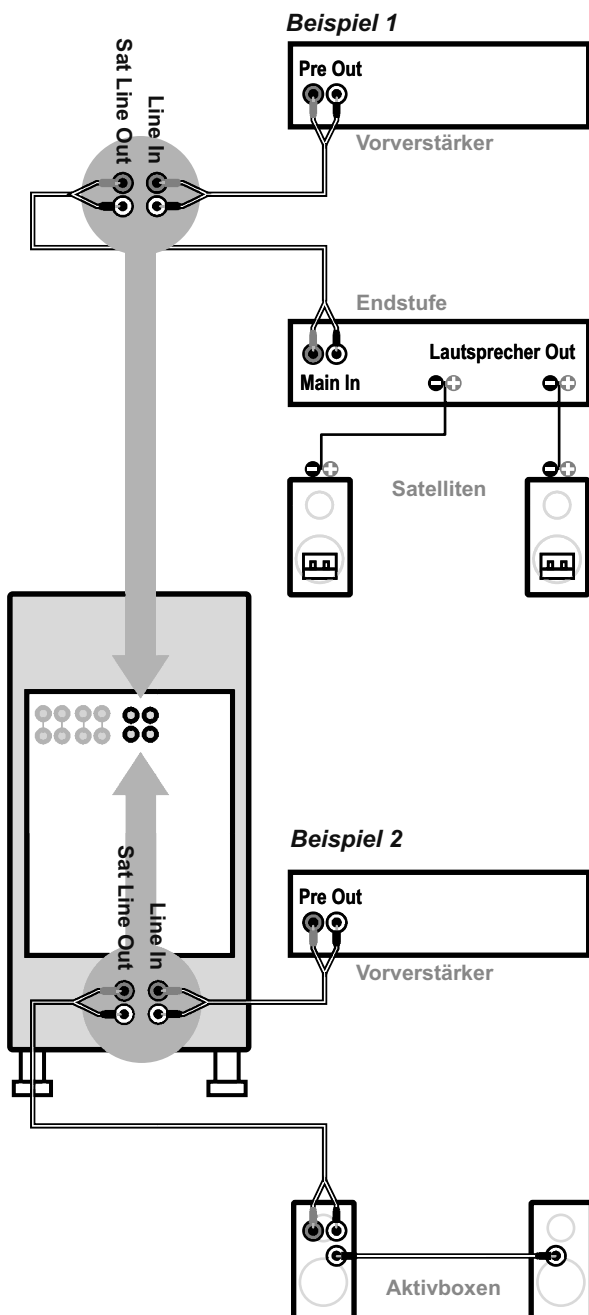 Beispiel 1
Pre Out
Vorverstärker
Sat Line Out
Line In
Endstufe
Lautsprecher Out
Main In
Satelliten
Beispiel 2
Pre Out
Vorverstärker
Sat Line Out
Line In
Aktivboxen